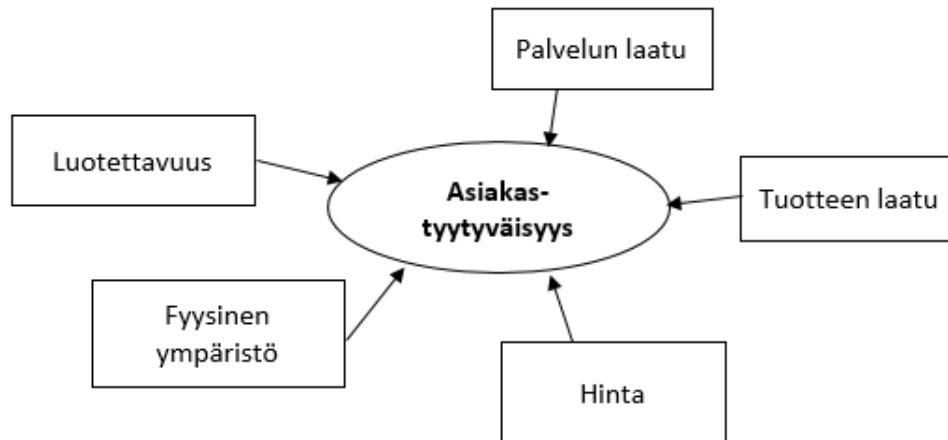 Palvelun laatu
Luotettavuus
Asiakas-
tyytyväisyys
Tuotteen laatu
Fyysinen
ympäristö
Hinta